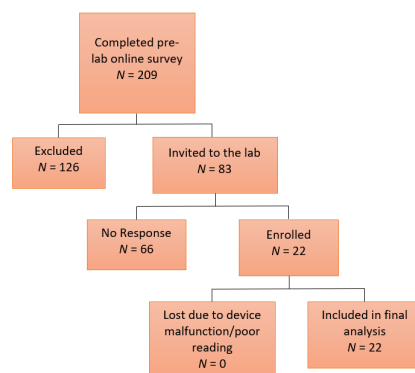 Completed pre-
lab online survey
N = 209
Excluded
N = 126
Invited to the lab
N = 83
No Response
N = 66
Enrolled
N = 22
Lost due to device
malfunction/poor
reading
N = 0
Included in final
analysis
N = 22